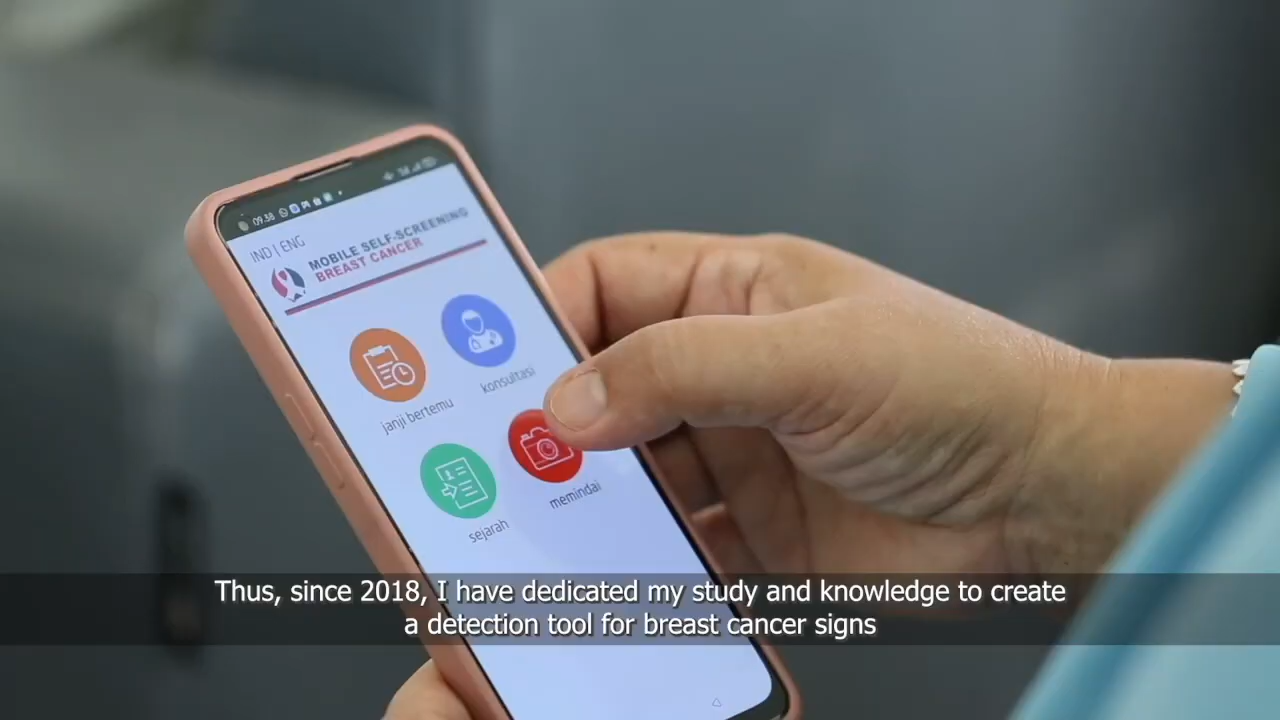 09.38
IND | ENG
MOBILE SELF-SCREENING
BREAST CANCER
janji bertemu
konsultasi
sejarah
memindai
Thus, since 2018, I have dedicated my study and knowledge to create
a detection tool for breast cancer signs